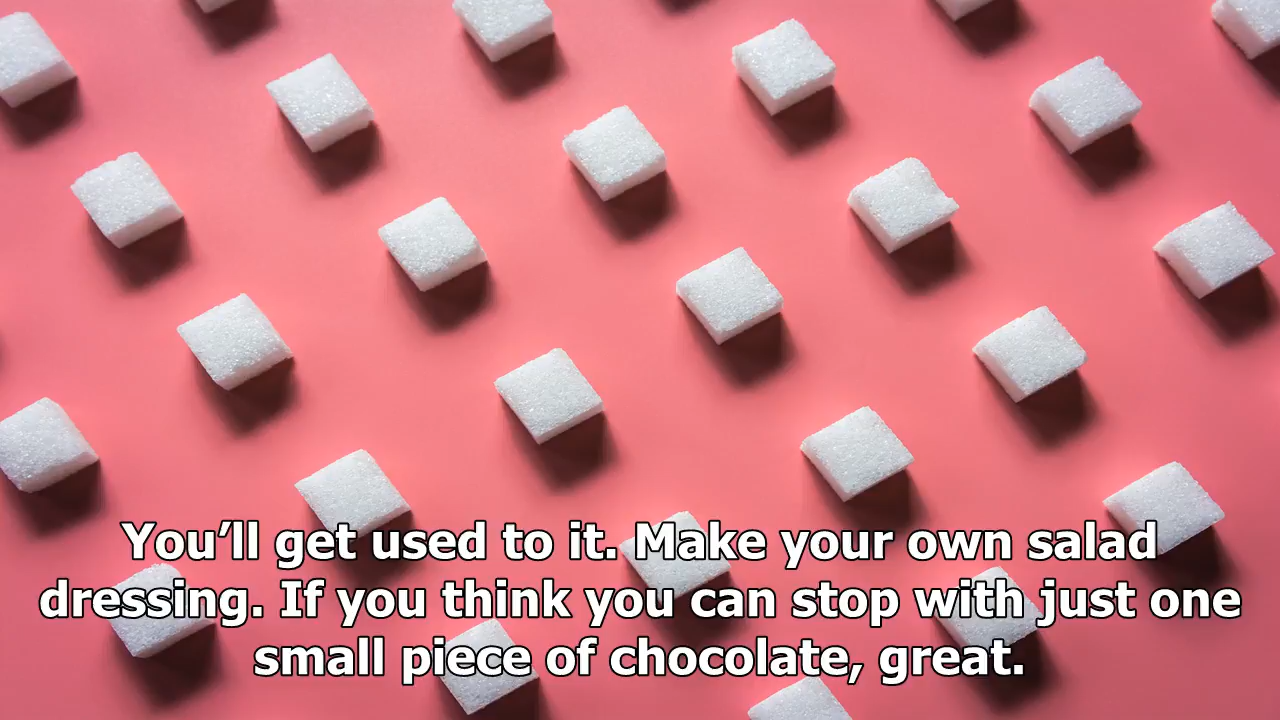 You’ll get used to it. Make your own salad
dressing. If you think you can stop with just one
small piece of chocolate, great.